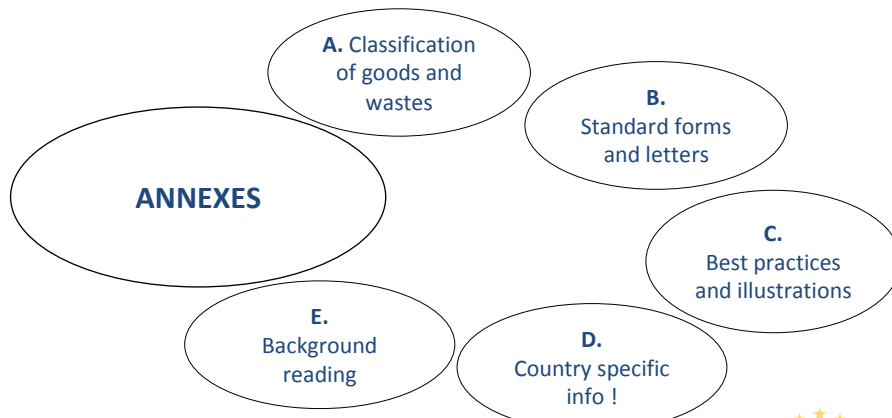 ANNEXES
A. Classification
of goods and
wastes
B.
Standard forms
and letters
C.
Best practices
and illustrations
D.
Country specific
info !
E.
Background
reading